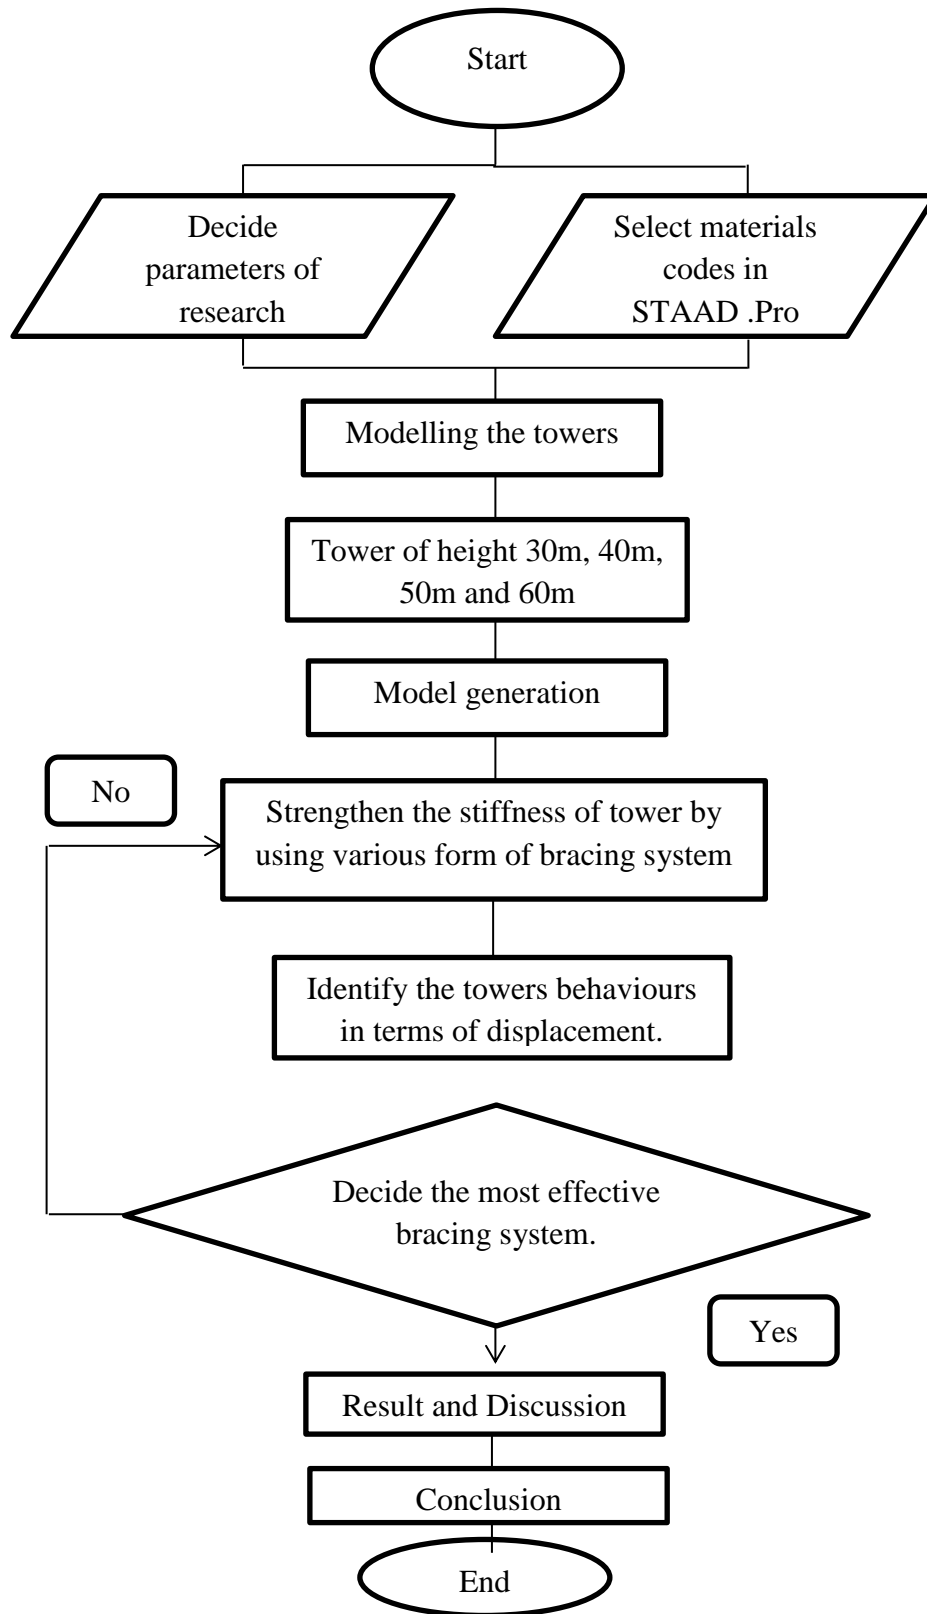 Start
Decide
parameters of
research
Select materials
codes in
STAAD .Pro
Modelling the towers
Tower of height 30m, 40m,
50m and 60m
Model generation
No
Strengthen the stiffness of tower by
using various form of bracing system
Identify the towers behaviours
in terms of displacement.
Decide the most effective
bracing system.
Yes
Result and Discussion
Conclusion
End